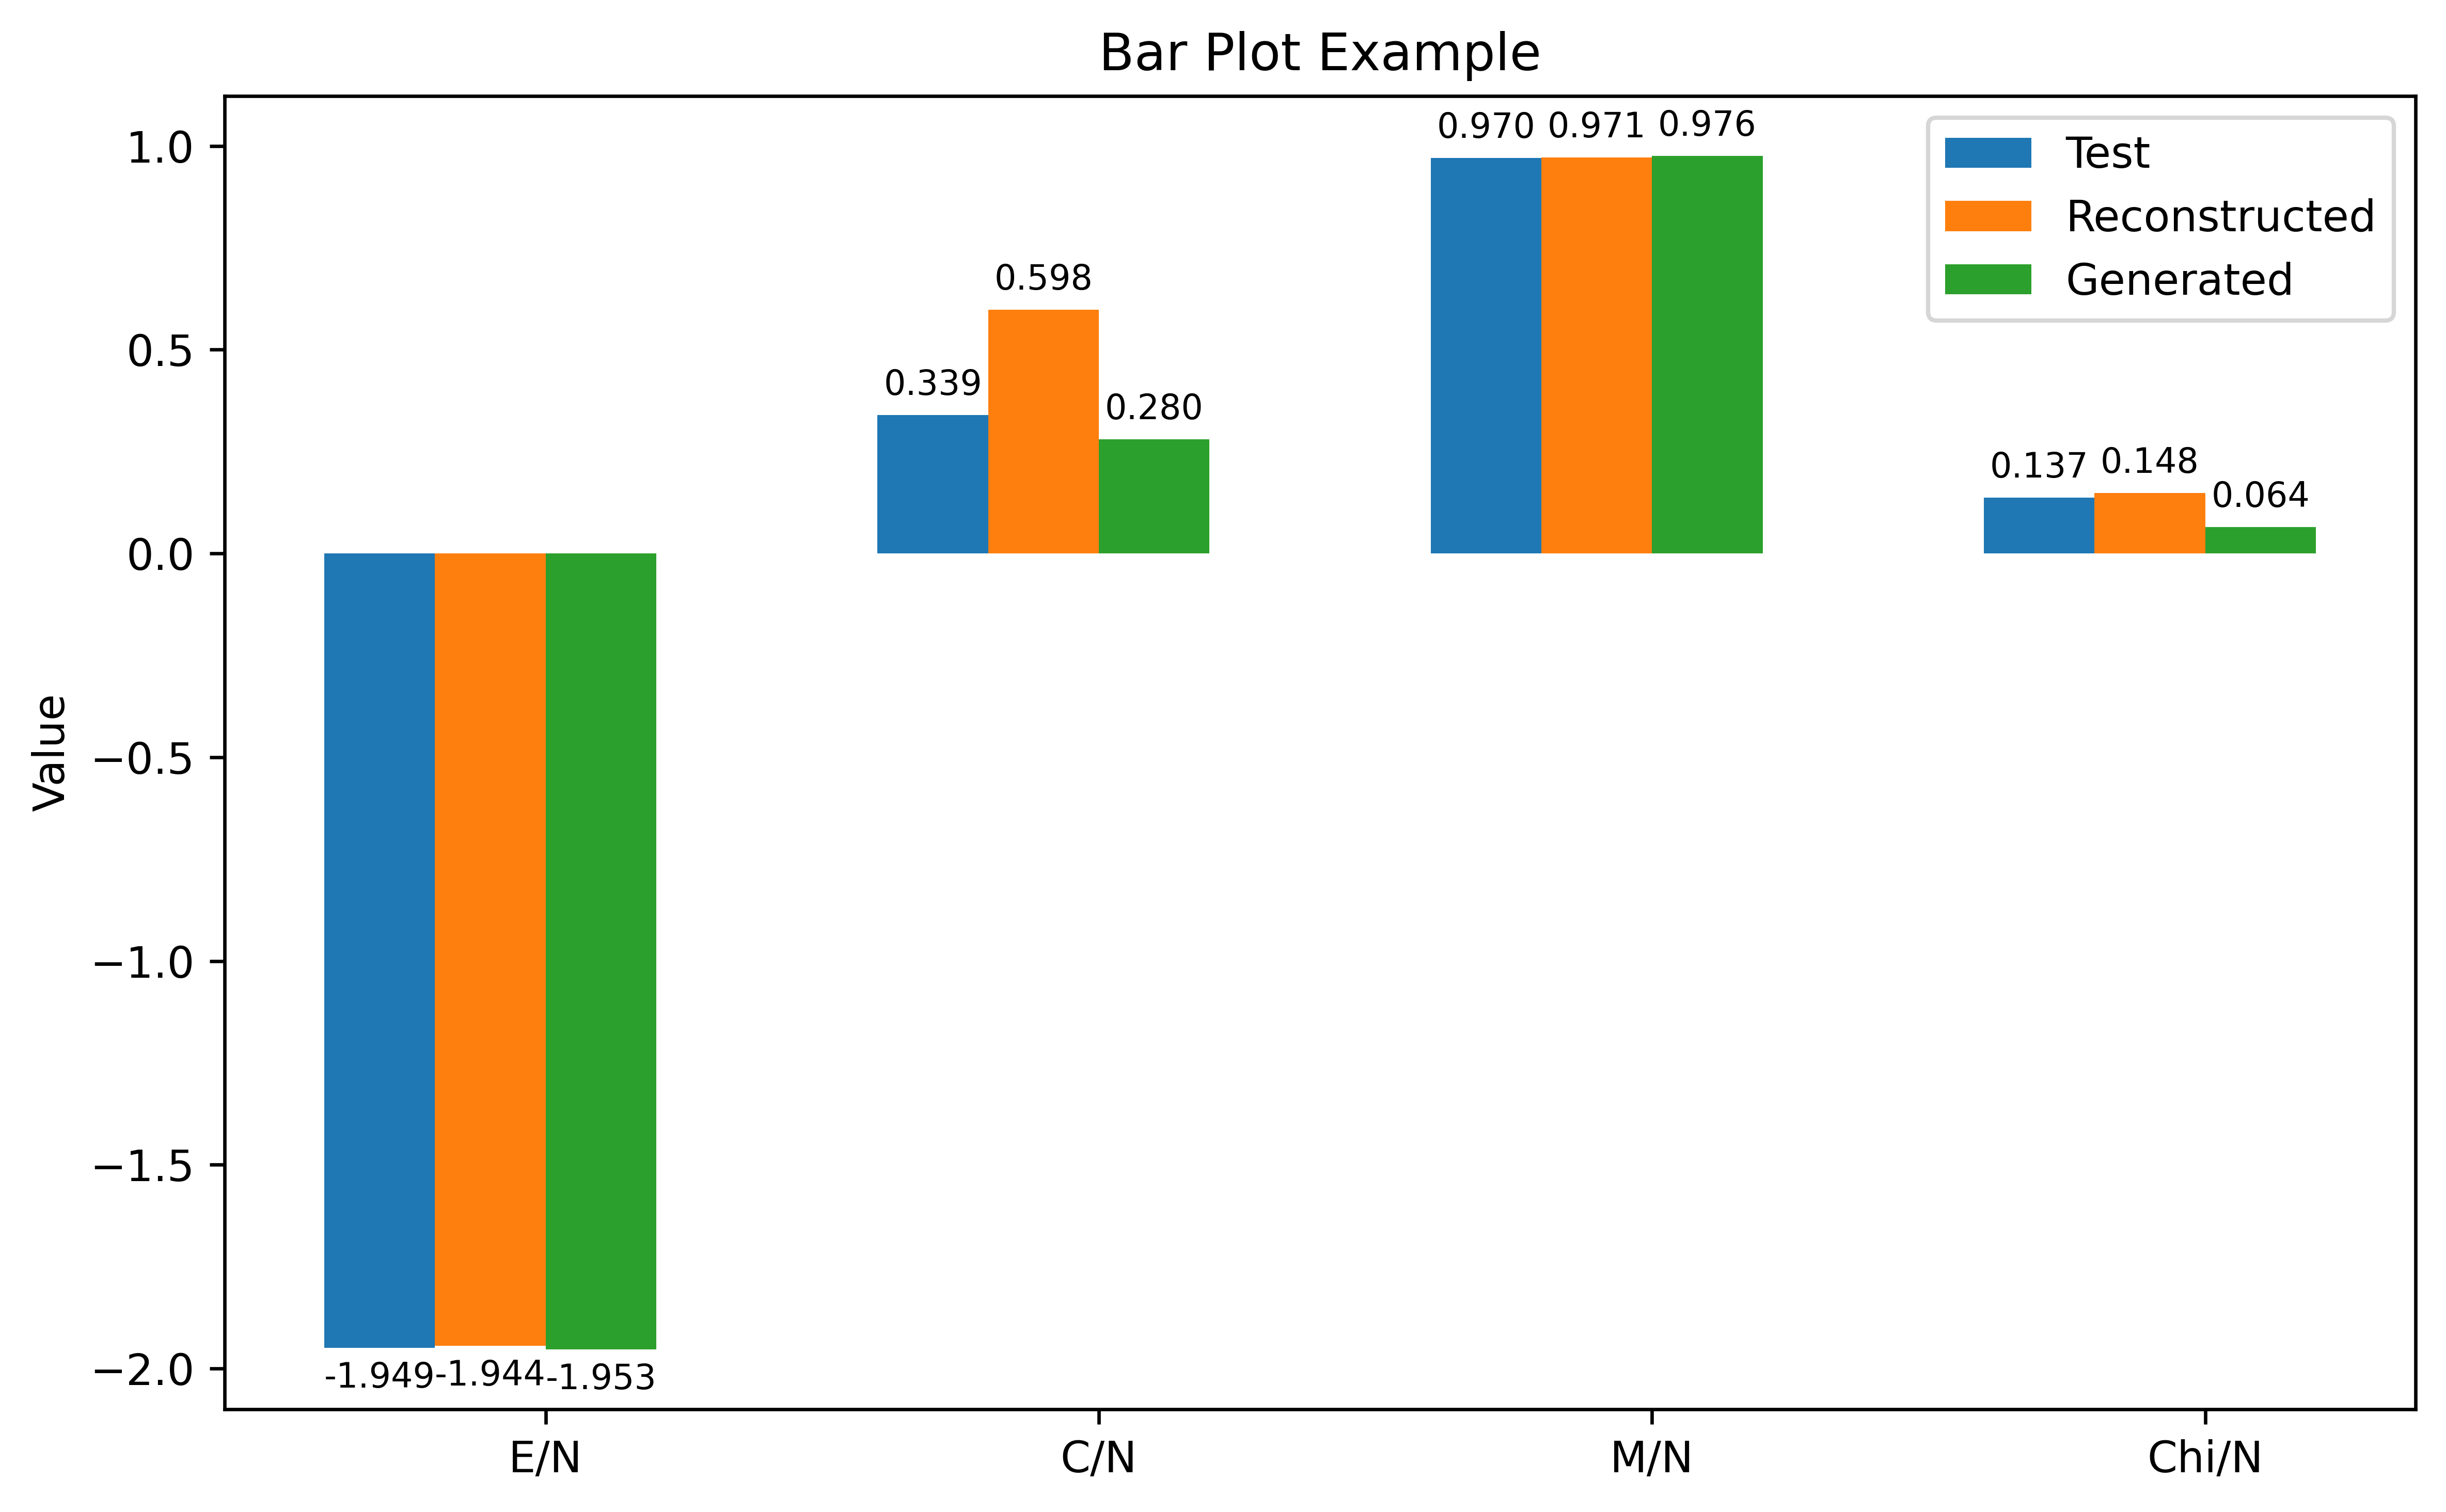 Bar Plot Example
Value
1.0
0.5
0.0
−0.5
−1.0
−1.5
−2.0
0.970 0.971 0.976
0.598
0.339
0.280
0.137 0.148
0.064
-1.949 -1.944 -1.953
Test
Reconstructed
Generated
E/N C/N M/N Chi/N